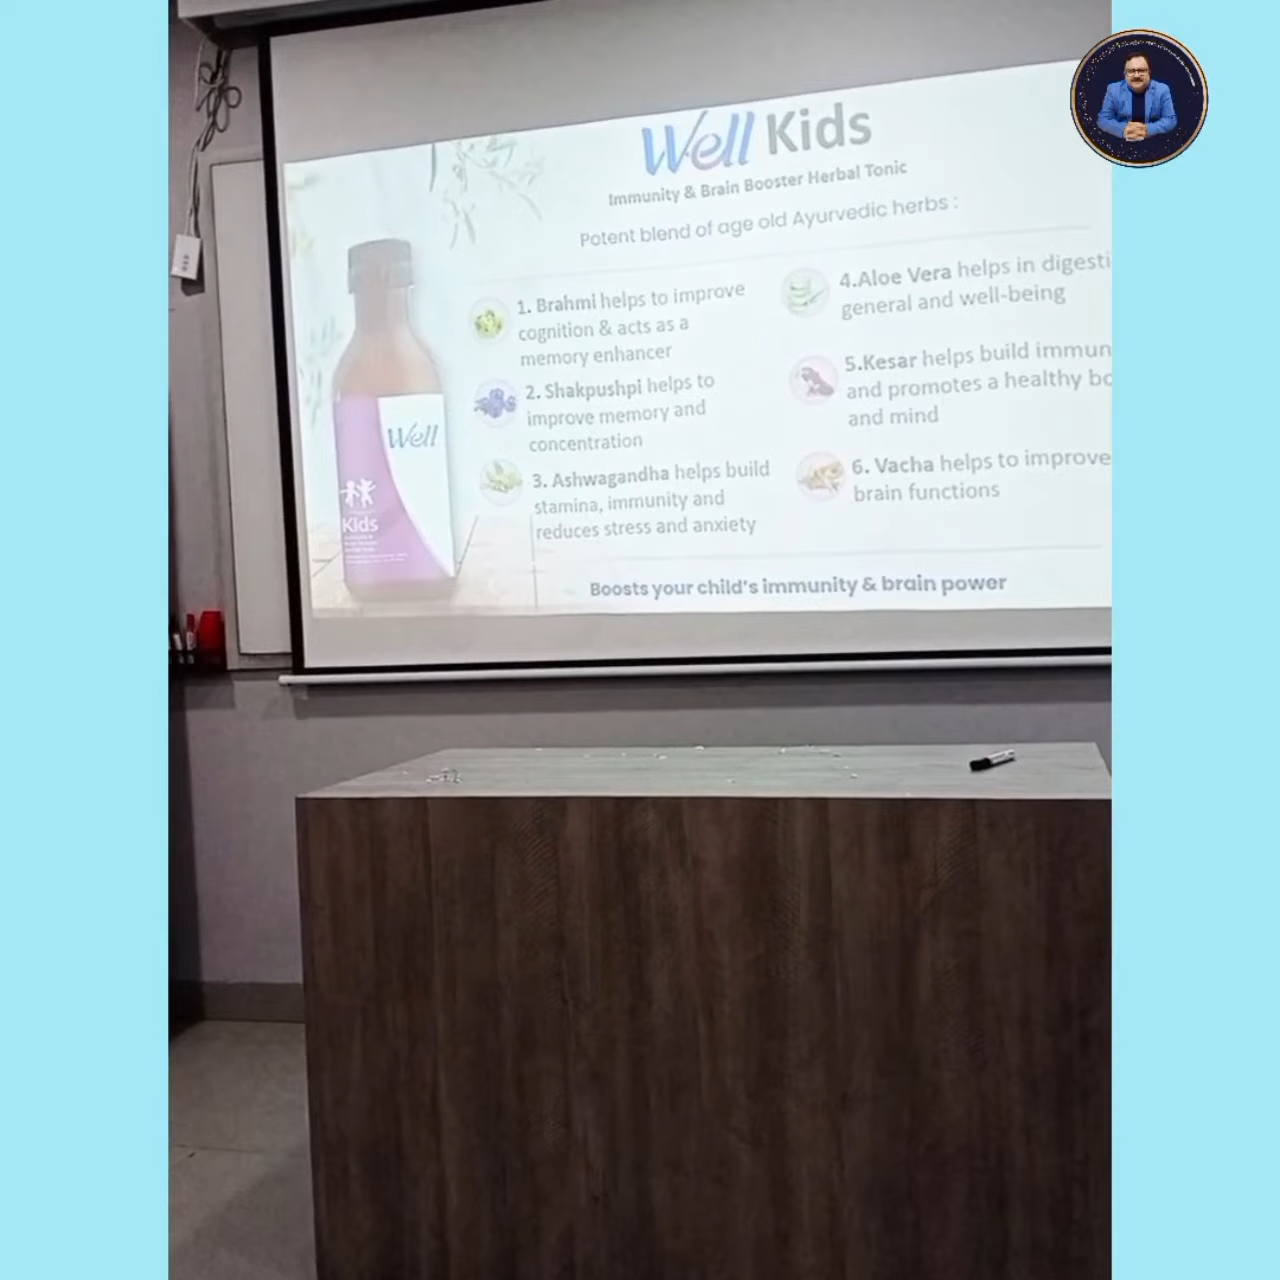 Well Kids
Immunity & Brain Booster Herbal Tonic
Potent blend of age old Ayurvedic herbs :
1. Brahmi helps to improve
cognition & acts as a
memory enhancer
2. Shakpushpi helps to
improve memory and
concentration
3. Ashwagandha helps build
stamina, immunity and
reduces stress and anxiety
4.Aloe Vera helps in digesti
general and well-being
5.Kesar helps build immun
and promotes a healthy bo
and mind
6. Vacha helps to improve
brain functions
Boosts your child's immunity & brain power
Well
Kids